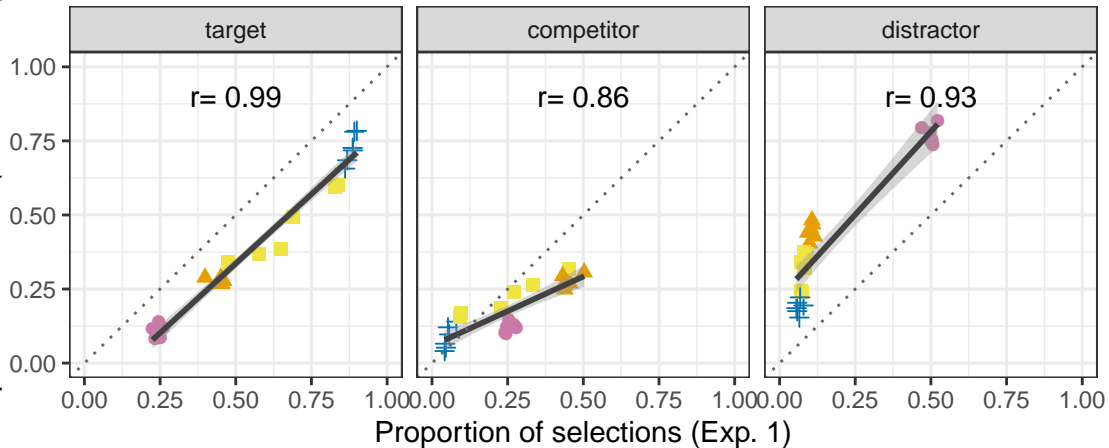 target competitor distractor
1.00
r= 0.99 r= 0.86 r= 0.93
0.75
0.50
0.25
0.00
0.00 0.25 0.50 0.75 1.00 0.00 0.25 0.50 0.75 1.00 0.00 0.25 0.50 0.75 1.00
Proportion of selections (Exp. 1)